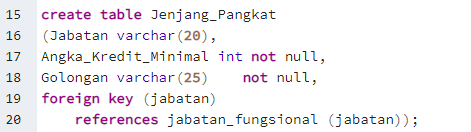 15 create table Jenjang_Pangkat
16 (Jabatan varchar(20),
17 Angka_Kredit_Minimal int not null,
18 Golongan varchar(25)    not null,
19 foreign key (jabatan)
20     references jabatan_fungsional (jabatan));